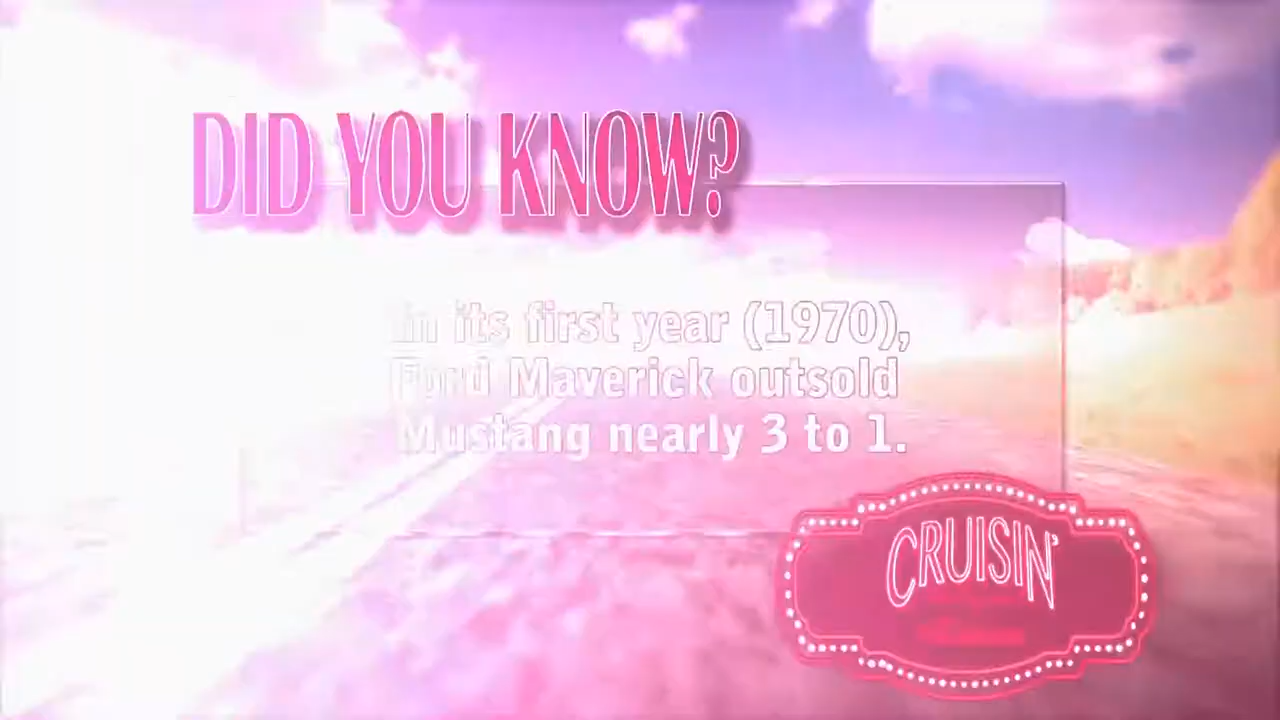 DID YOU KNOW?
In its first year (1970),
Ford Maverick outsold
Mustang nearly 3 to 1.
CRUISIN'